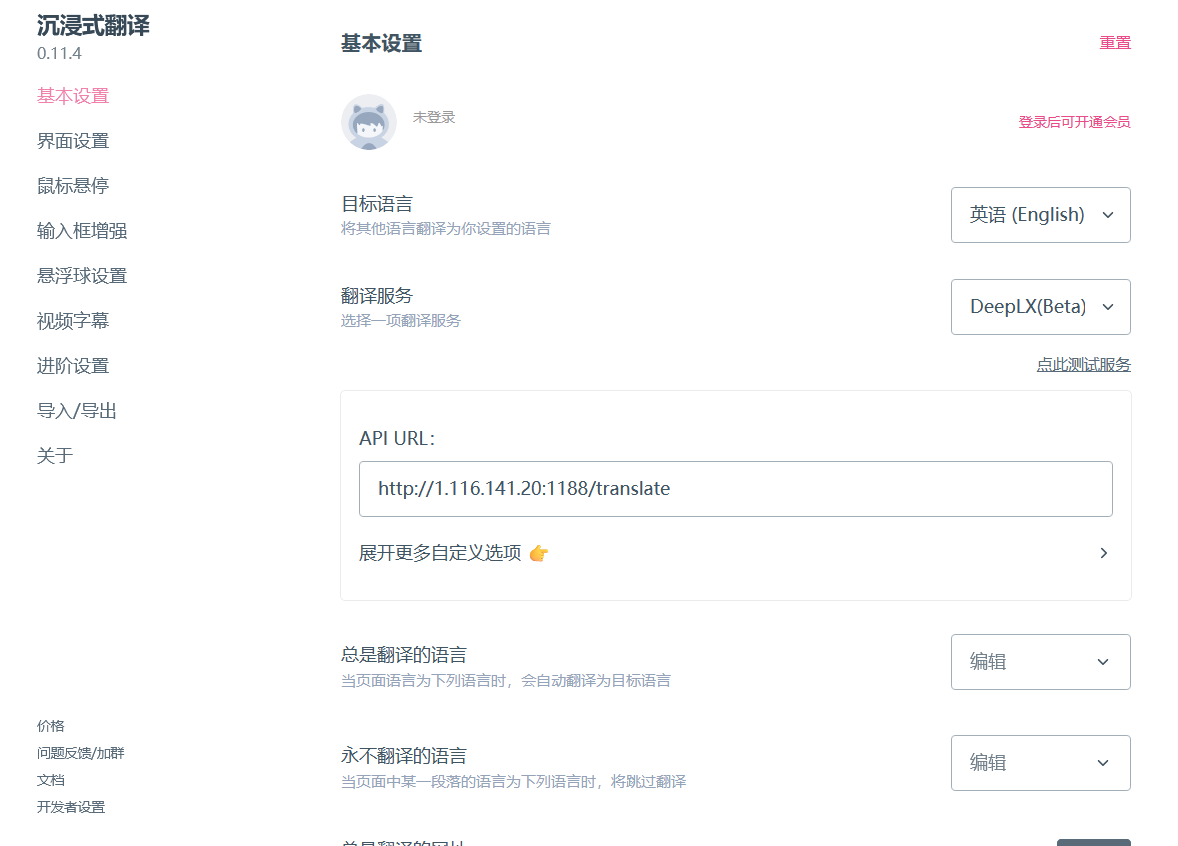 沉浸式翻译
0.11.4
基本设置
界面设置
鼠标悬停
输入框增强
悬浮球设置
视频字幕
进阶设置
导入/导出
关于
价格
问题反馈/加群
文档
开发者设置
基本设置
重置
未登录
登录后可开通会员
目标语言
将其他语言翻译为你设置的语言
英语 (English)
翻译服务
选择一项翻译服务
DeepLX(Beta)
点此测试服务
API URL:
http://1.116.141.20:1188/translate
展开更多自定义选项 👉
总是翻译的语言
当页面语言为下列语言时，会自动翻译为目标语言
编辑
永不翻译的语言
当页面中某一段落的语言为下列语言时，将跳过翻译
编辑